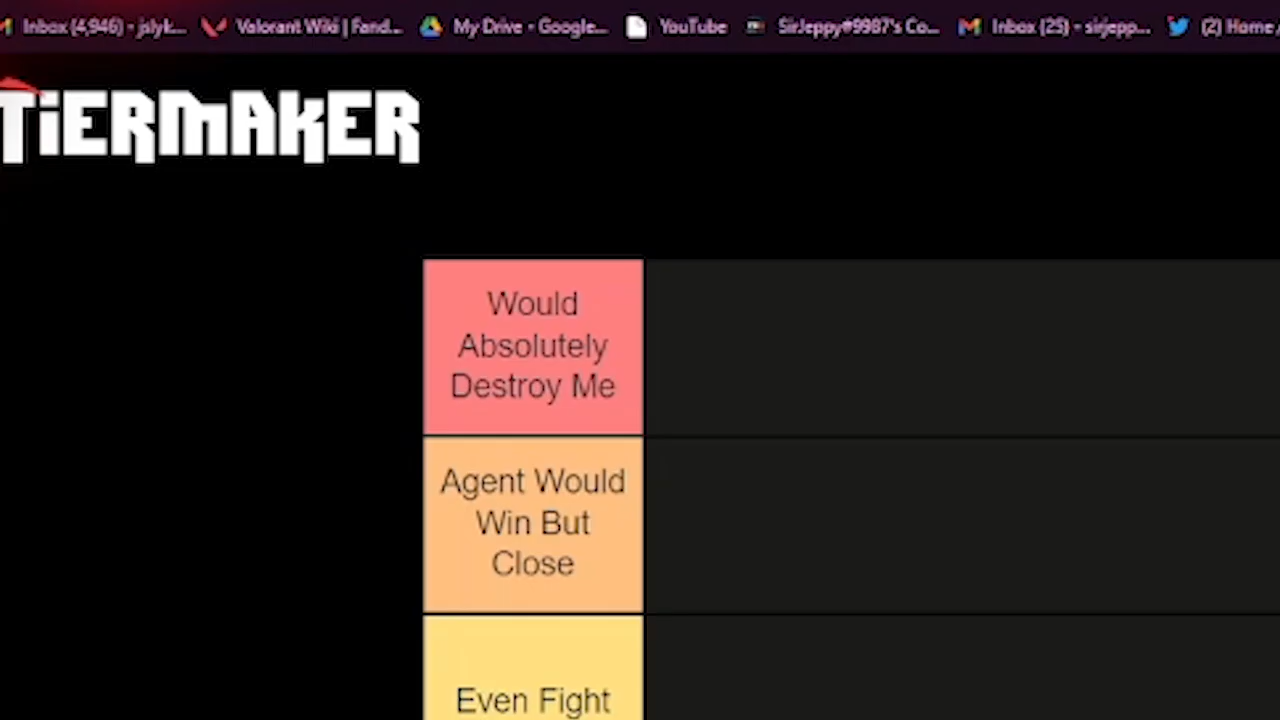 Inbox (4,946) - jslyk... Valorant Wiki | Fand... My Drive - Google... YouTube SirJeppy#9987's Co... Inbox (25) - sirjepp... (2) Home /
TiERMAKER
Would
Absolutely
Destroy Me
Agent Would
Win But
Close
Even Fight